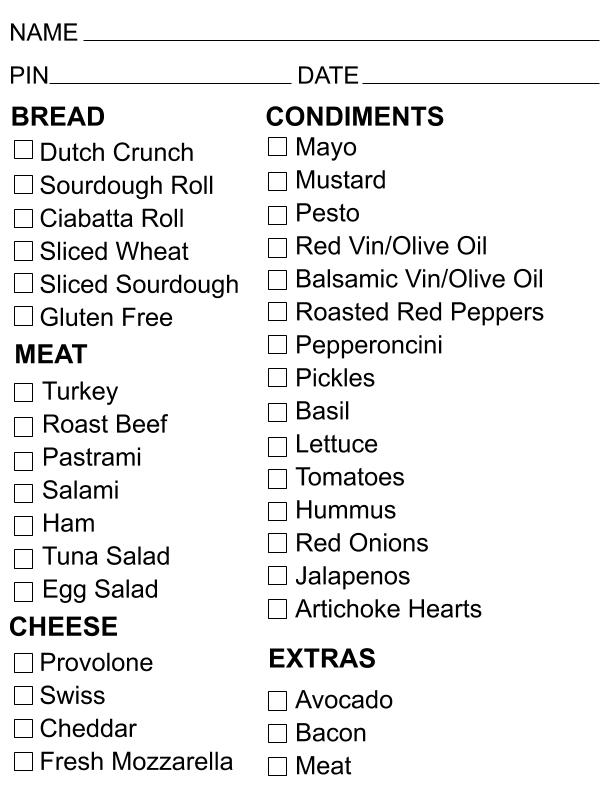 NAME
PIN DATE
BREAD
Dutch Crunch
Sourdough Roll
Ciabatta Roll
Sliced Wheat
Sliced Sourdough
Gluten Free
MEAT
Turkey
Roast Beef
Pastrami
Salami
Ham
Tuna Salad
Egg Salad
CHEESE
Provolone
Swiss
Cheddar
Fresh Mozzarella
CONDIMENTS
Mayo
Mustard
Pesto
Red Vin/Olive Oil
Balsamic Vin/Olive Oil
Roasted Red Peppers
Pepperoncini
Pickles
Basil
Lettuce
Tomatoes
Hummus
Red Onions
Jalapenos
Artichoke Hearts
EXTRAS
Avocado
Bacon
Meat